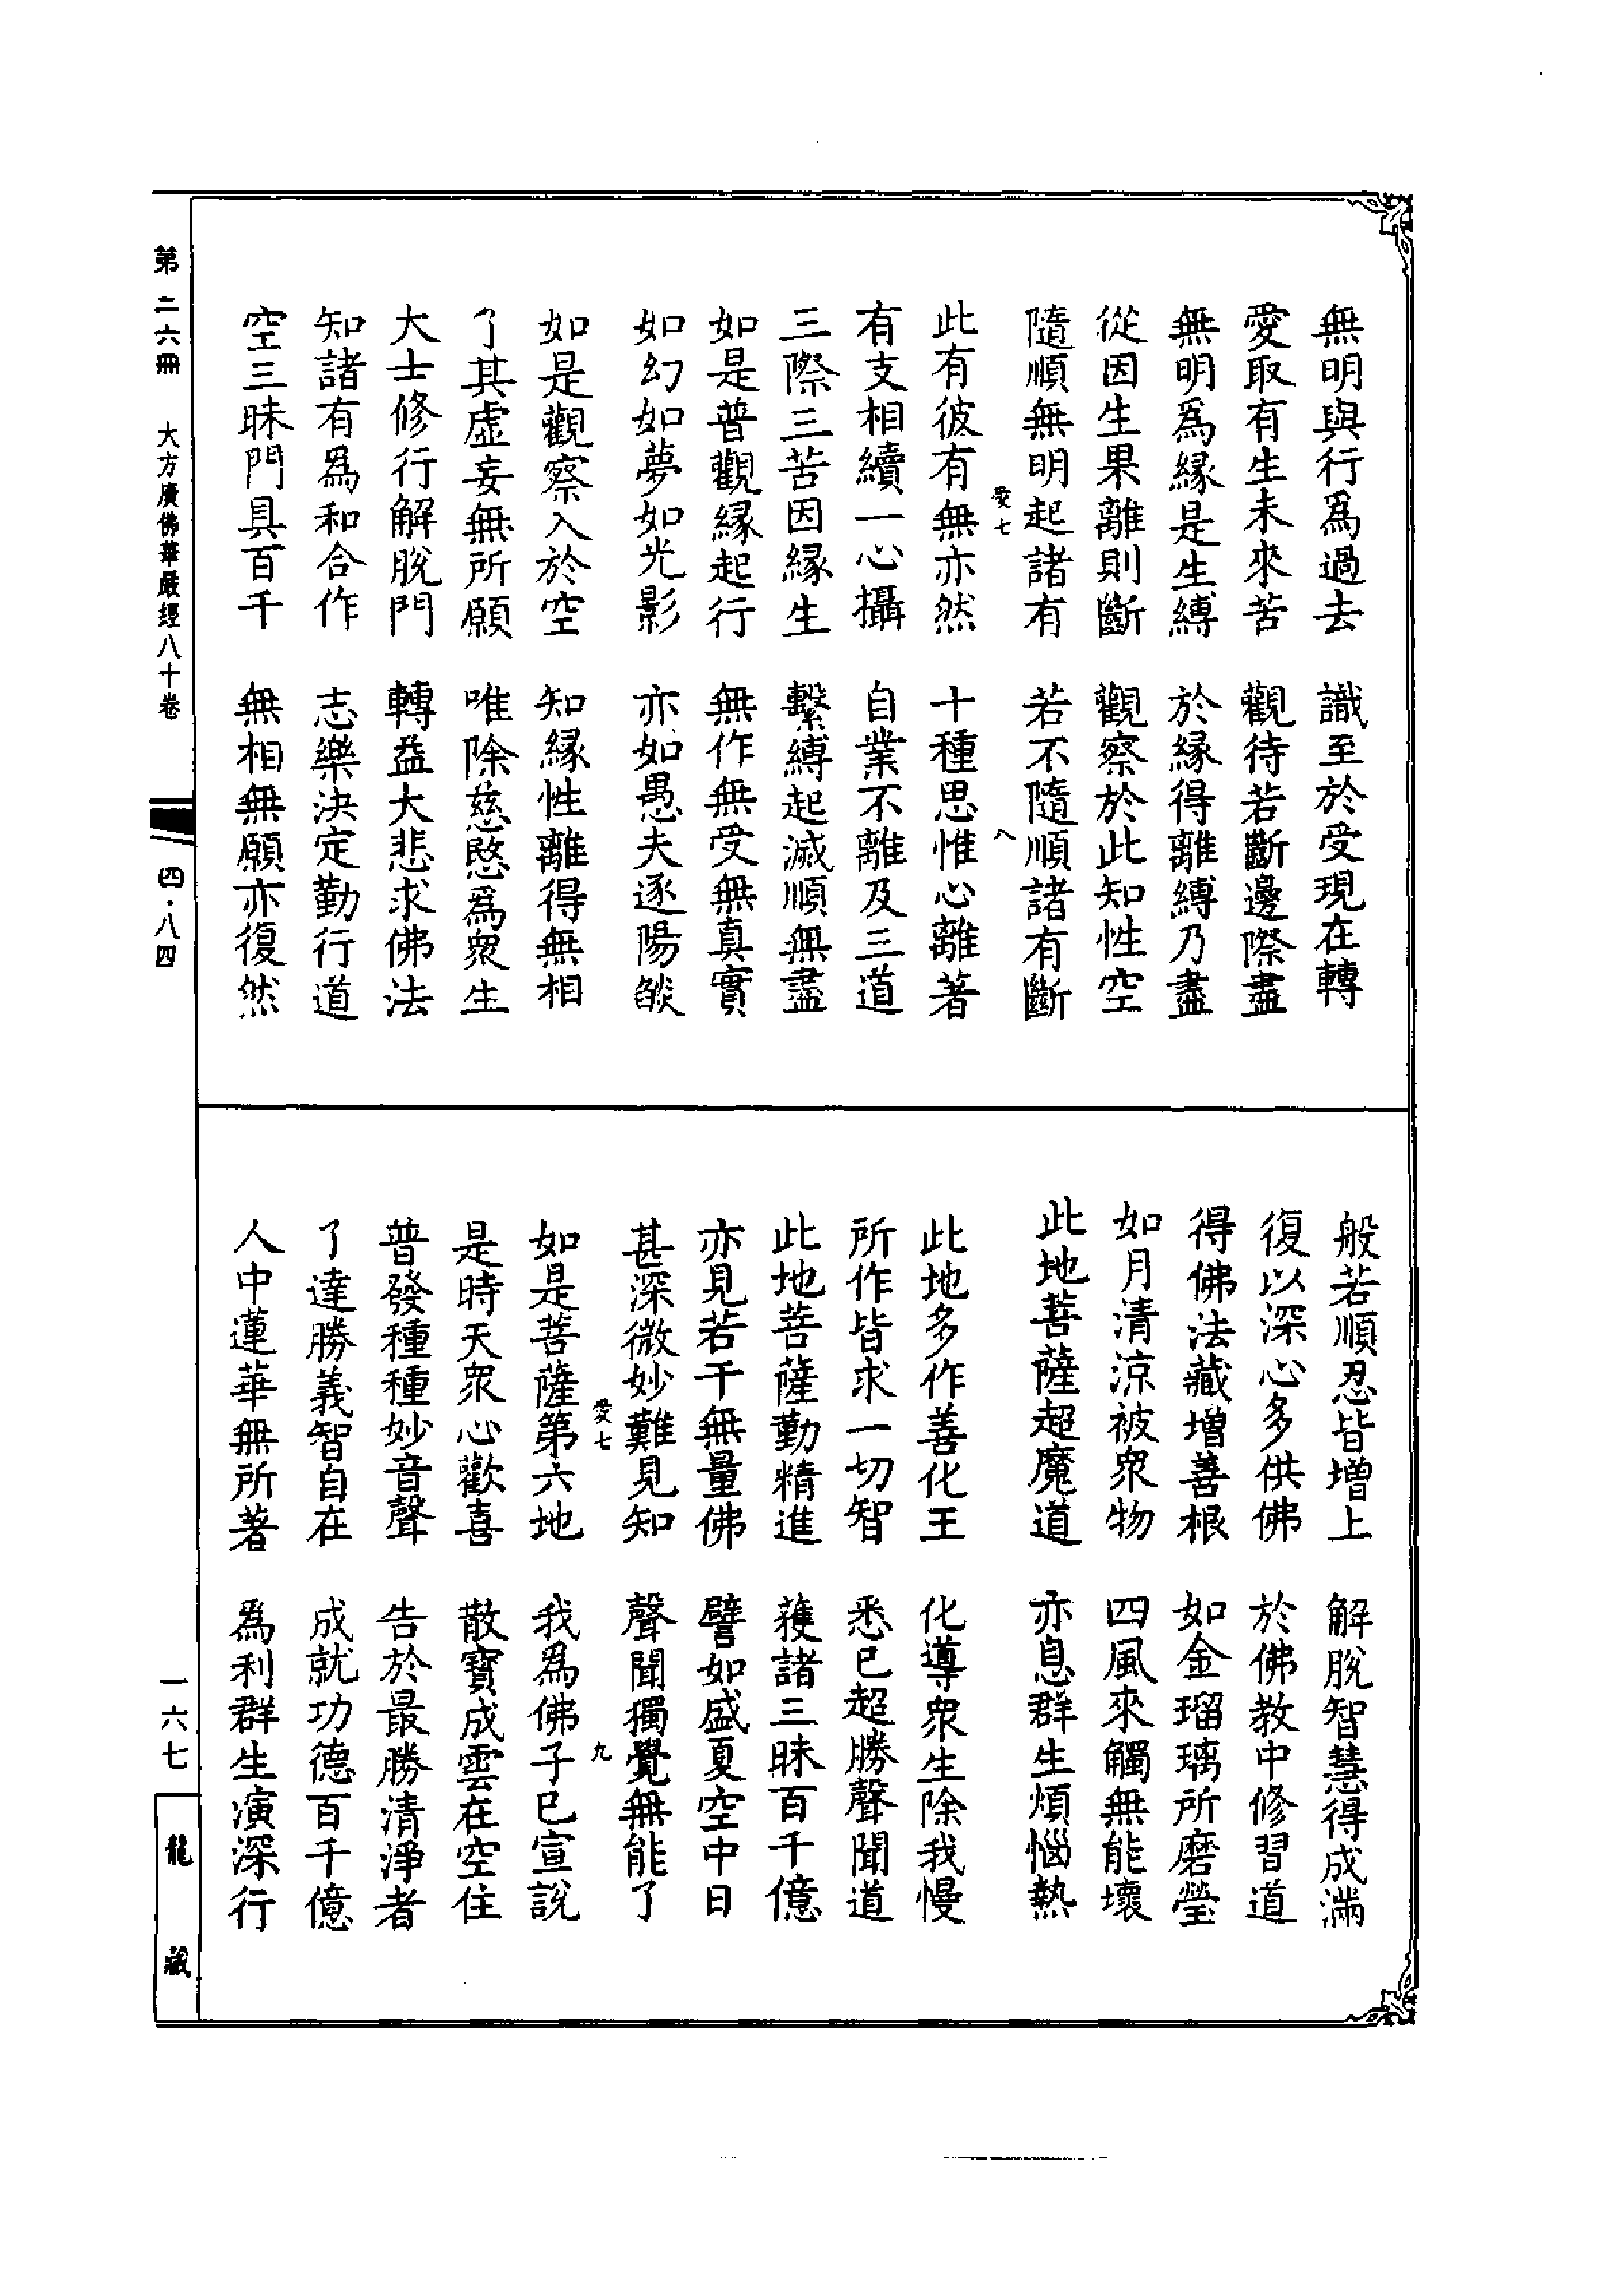 無明與行爲過去　識至於受現在轉
愛取有生未來苦　觀待若斷邊際盡
無明爲縁是生縛　於縁得離縛乃盡
從因生果離則斷　觀察於此知性空
隨順無明起諸有　若不隨順諸有斷
愛七　八
此有彼有無亦然　十種思惟心離著
有支相續一心攝　自業不離及三道
三際三苦因縁生　繫縛起滅順無盡
如是普觀縁起行　無作無受無真實
如幻如夢如光影　亦如愚夫逐陽燄
如是觀察入於空　知縁性離得無相
了其虛妄無所願　唯除慈愍爲衆生
大士修行解脫門　轉益大悲求佛法
知諸有爲和合作　志樂決定勤行道
空三昧門具百千　無相無願亦復然
般若順忍皆增上　解脫智慧得成滿
復以深心多供佛　於佛教中修習道
得佛法藏增善根　如金瑠璃所磨瑩
如月清涼被衆物　四風來觸無能壞
此地菩薩超魔道　亦息群生煩惱熱
此地多作善化王　化導衆生除我慢
所作皆求一切智　悉已超勝聲聞道
此地菩薩勤精進　獲諸三昧百千億
亦見若干無量佛　譬如盛夏空中日
甚深微妙難見知　聲聞獨覺無能了
愛七　九
如是菩薩第六地　我爲佛子已宣說
是時天衆心歡喜　散寶成雲在空住
普發種種妙音聲　告於最勝清淨者
了達勝義智自在　成就功德百千億
人中蓮華無所著　爲利群生演深行
第二六冊　大方廣佛華嚴經八十卷　四·八四
一六七
龍藏